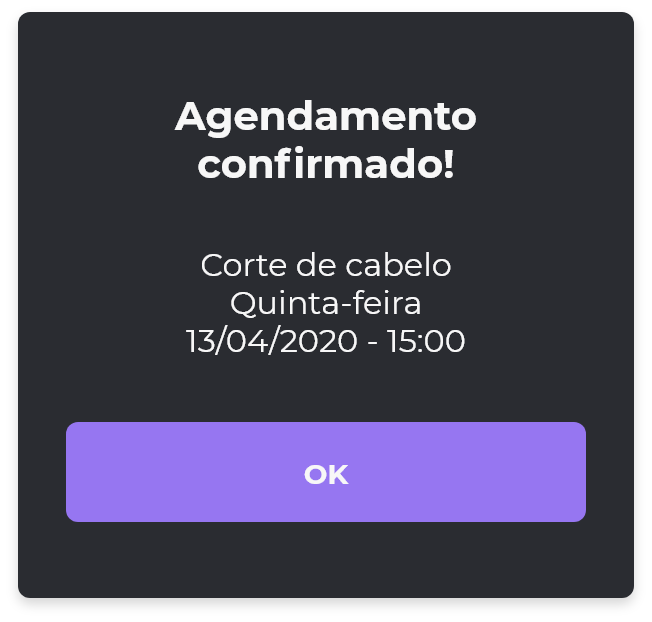 Agendamento
confirmado!
Corte de cabelo
Quinta-feira
13/04/2020 - 15:00
OK